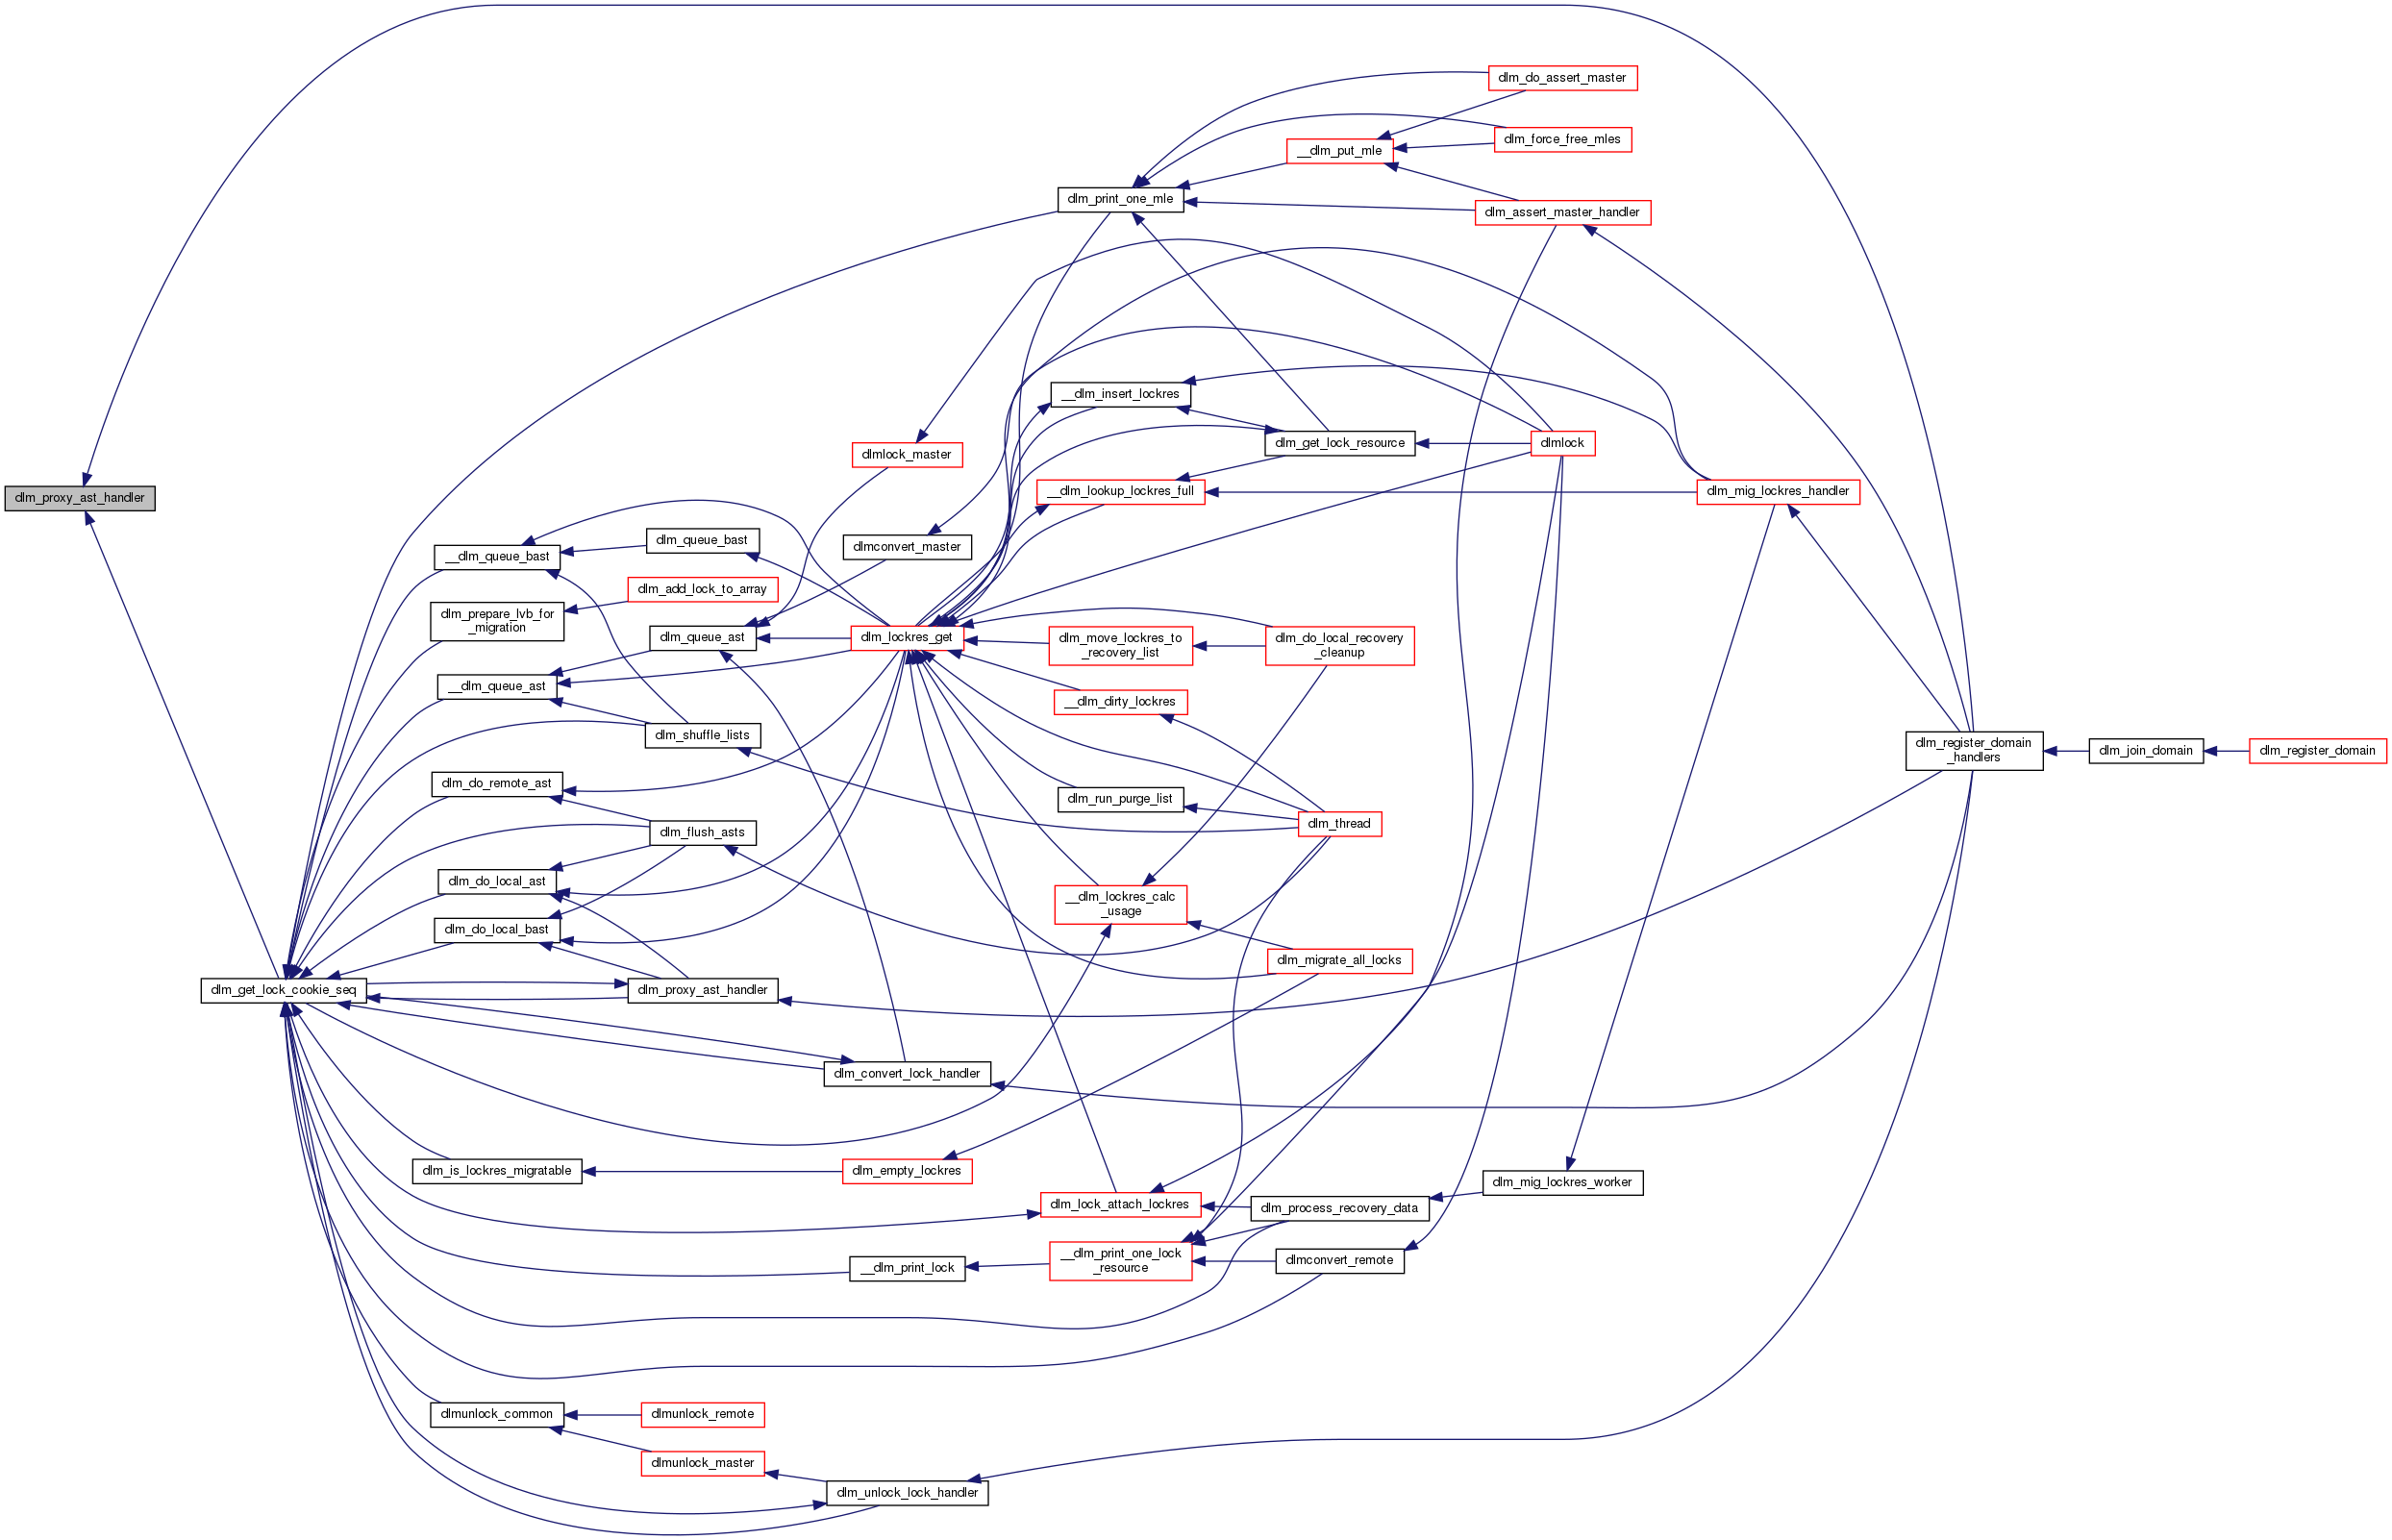 dlm_do_assert_master
dlm_force_free_mles
__dlm_put_mle
dlm_print_one_mle
dlm_assert_master_handler
__dlm_insert_lockres
dlm_get_lock_resource
dlmlock
dlmlock_master
dlm_proxy_ast_handler
__dlm_lookup_lockres_full
dlm_mig_lockres_handler
dlm_queue_bast
dlmconvert_master
__dlm_queue_bast
dlm_add_lock_to_array
dlm_prepare_lvb_for
_migration
dlm_queue_ast
dlm_lockres_get
dlm_move_lockres_to
_recovery_list
dlm_do_local_recovery
_cleanup
__dlm_queue_ast
__dlm_dirty_lockres
dlm_shuffle_lists
dlm_register_domain
_handlers
dlm_join_domain
dlm_register_domain
dlm_do_remote_ast
dlm_run_purge_list
dlm_flush_asts
dlm_thread
dlm_do_local_ast
__dlm_lockres_calc
_usage
dlm_do_local_bast
dlm_migrate_all_locks
dlm_get_lock_cookie_seq
dlm_proxy_ast_handler
dlm_convert_lock_handler
dlm_is_lockres_migratable
dlm_empty_lockres
dlm_mig_lockres_worker
dlm_lock_attach_lockres
dlm_process_recovery_data
__dlm_print_lock
__dlm_print_one_lock
_resource
dlmconvert_remote
dlmunlock_common
dlmunlock_remote
dlmunlock_master
dlm_unlock_lock_handler